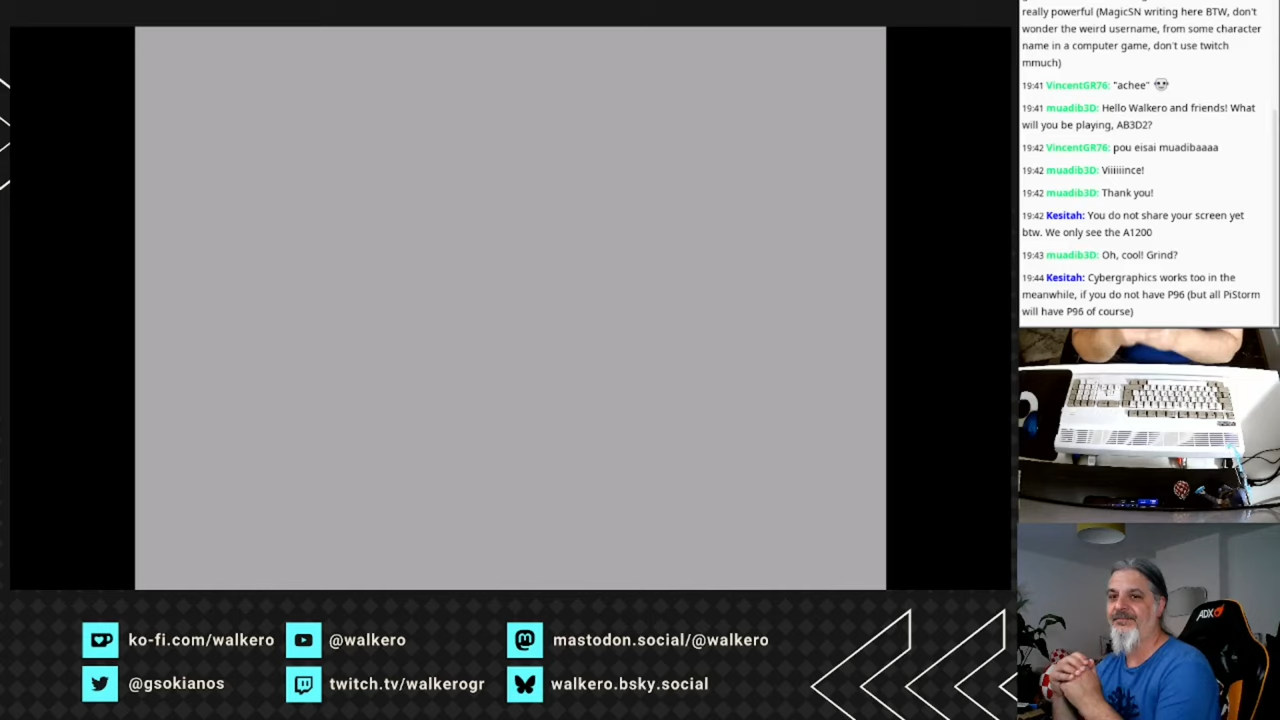 really powerful (MagicSN writing here BTW, don't
wonder the weird username, from some character
name in a computer game, don't use twitch
mmuch)
19:41 VincentGR76: "achee"
19:41 muadib3D: Hello Walkero and friends! What
will you be playing, AB3D2?
19:42 VincentGR76: pou eisai muadibaaaa
19:42 muadib3D: Viiiiiince!
19:42 muadib3D: Thank you!
19:42 Kesitah: You do not share your screen yet
btw. We only see the A1200
19:43 muadib3D: Oh, cool! Grind?
19:44 Kesitah: Cybergraphics works too in the
meanwhile, if you do not have P96 (but all PiStorm
will have P96 of course)
ADX
ko-fi.com/walkero
@walkero
mastodon.social/@walkero
@gsokianos
twitch.tv/walkerogr
walkero.bsky.social